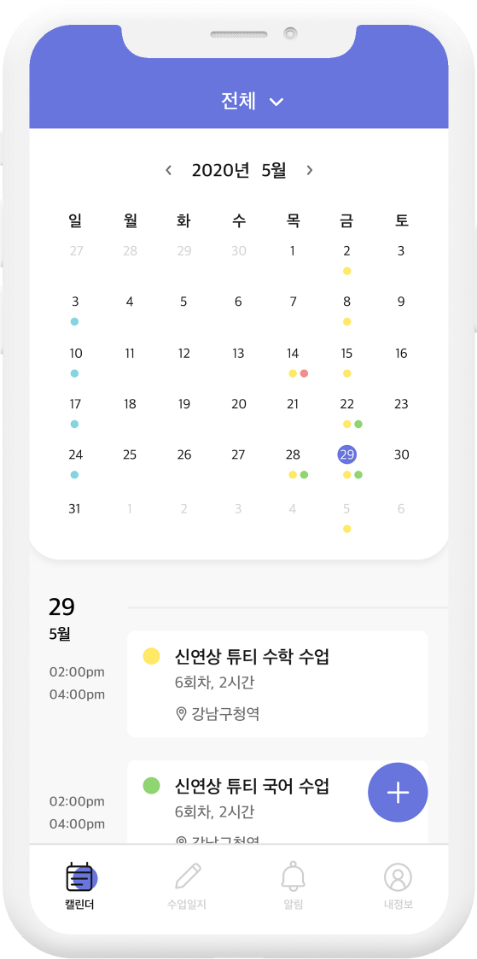 전체
2020년 5월
일 월 화 수 목 금 토
27 28 29 30 1 2 3
3 4 5 6 7 8 9
10 11 12 13 14 15 16
17 18 19 20 21 22 23
24 25 26 27 28 29 30
31 1 2 3 4 5 6
29
5월
02:00pm
04:00pm
신연상 튜티 수학 수업
6회차, 2시간
강남구청역
02:00pm
04:00pm
신연상 튜티 국어 수업
6회차, 2시간
캘린더 수업일지 알림 내정보